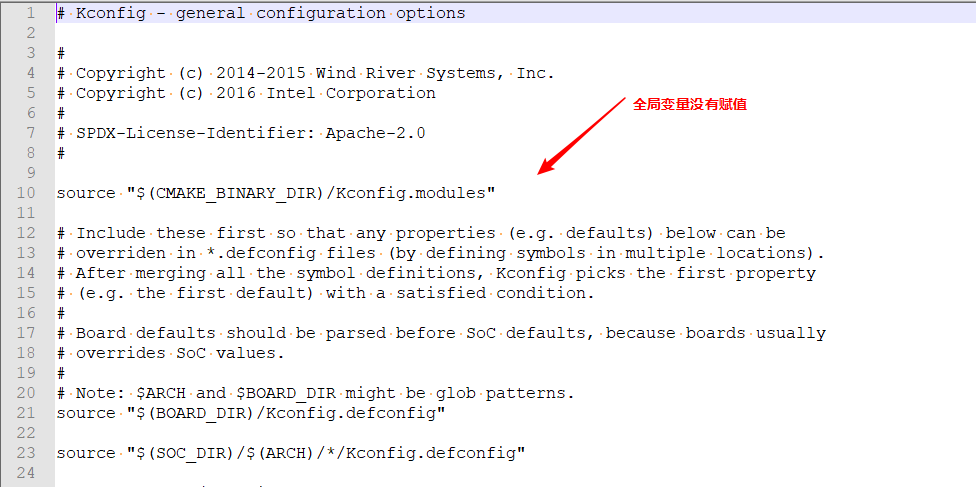 1 # Kconfig - general configuration options
2
3 #
4 # Copyright (c) 2014-2015 Wind River Systems, Inc.
5 # Copyright (c) 2016 Intel Corporation
6 #
全局变量没有赋值
7 # SPDX-License-Identifier: Apache-2.0
8 #
9
10 source "$(CMAKE_BINARY_DIR)/Kconfig.modules"
11
12 # Include these first so that any properties (e.g. defaults) below can be
13 # overriden in *.defconfig files (by defining symbols in multiple locations).
14 # After merging all the symbol definitions, Kconfig picks the first property
15 # (e.g. the first default) with a satisfied condition.
16 #
17 # Board defaults should be parsed before SoC defaults, because boards usually
18 # overrides SoC values.
19 #
20 # Note: $ARCH and $BOARD_DIR might be glob patterns.
21 source "$(BOARD_DIR)/Kconfig.defconfig"
22
23 source "$(SOC_DIR)/$(ARCH)/*/Kconfig.defconfig"
24